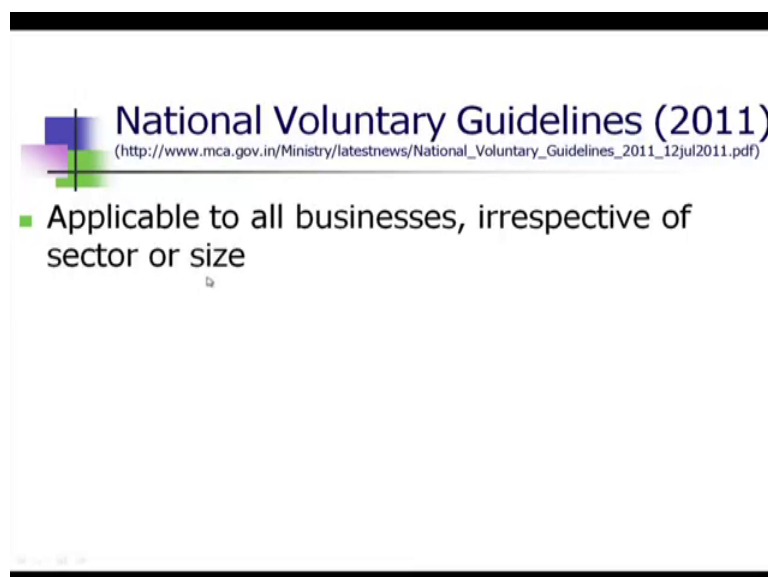 National Voluntary Guidelines (2011)
(http://www.mca.gov.in/Ministry/latestnews/National_Voluntary_Guidelines_2011_12jul2011.pdf)
Applicable to all businesses, irrespective of
sector or size